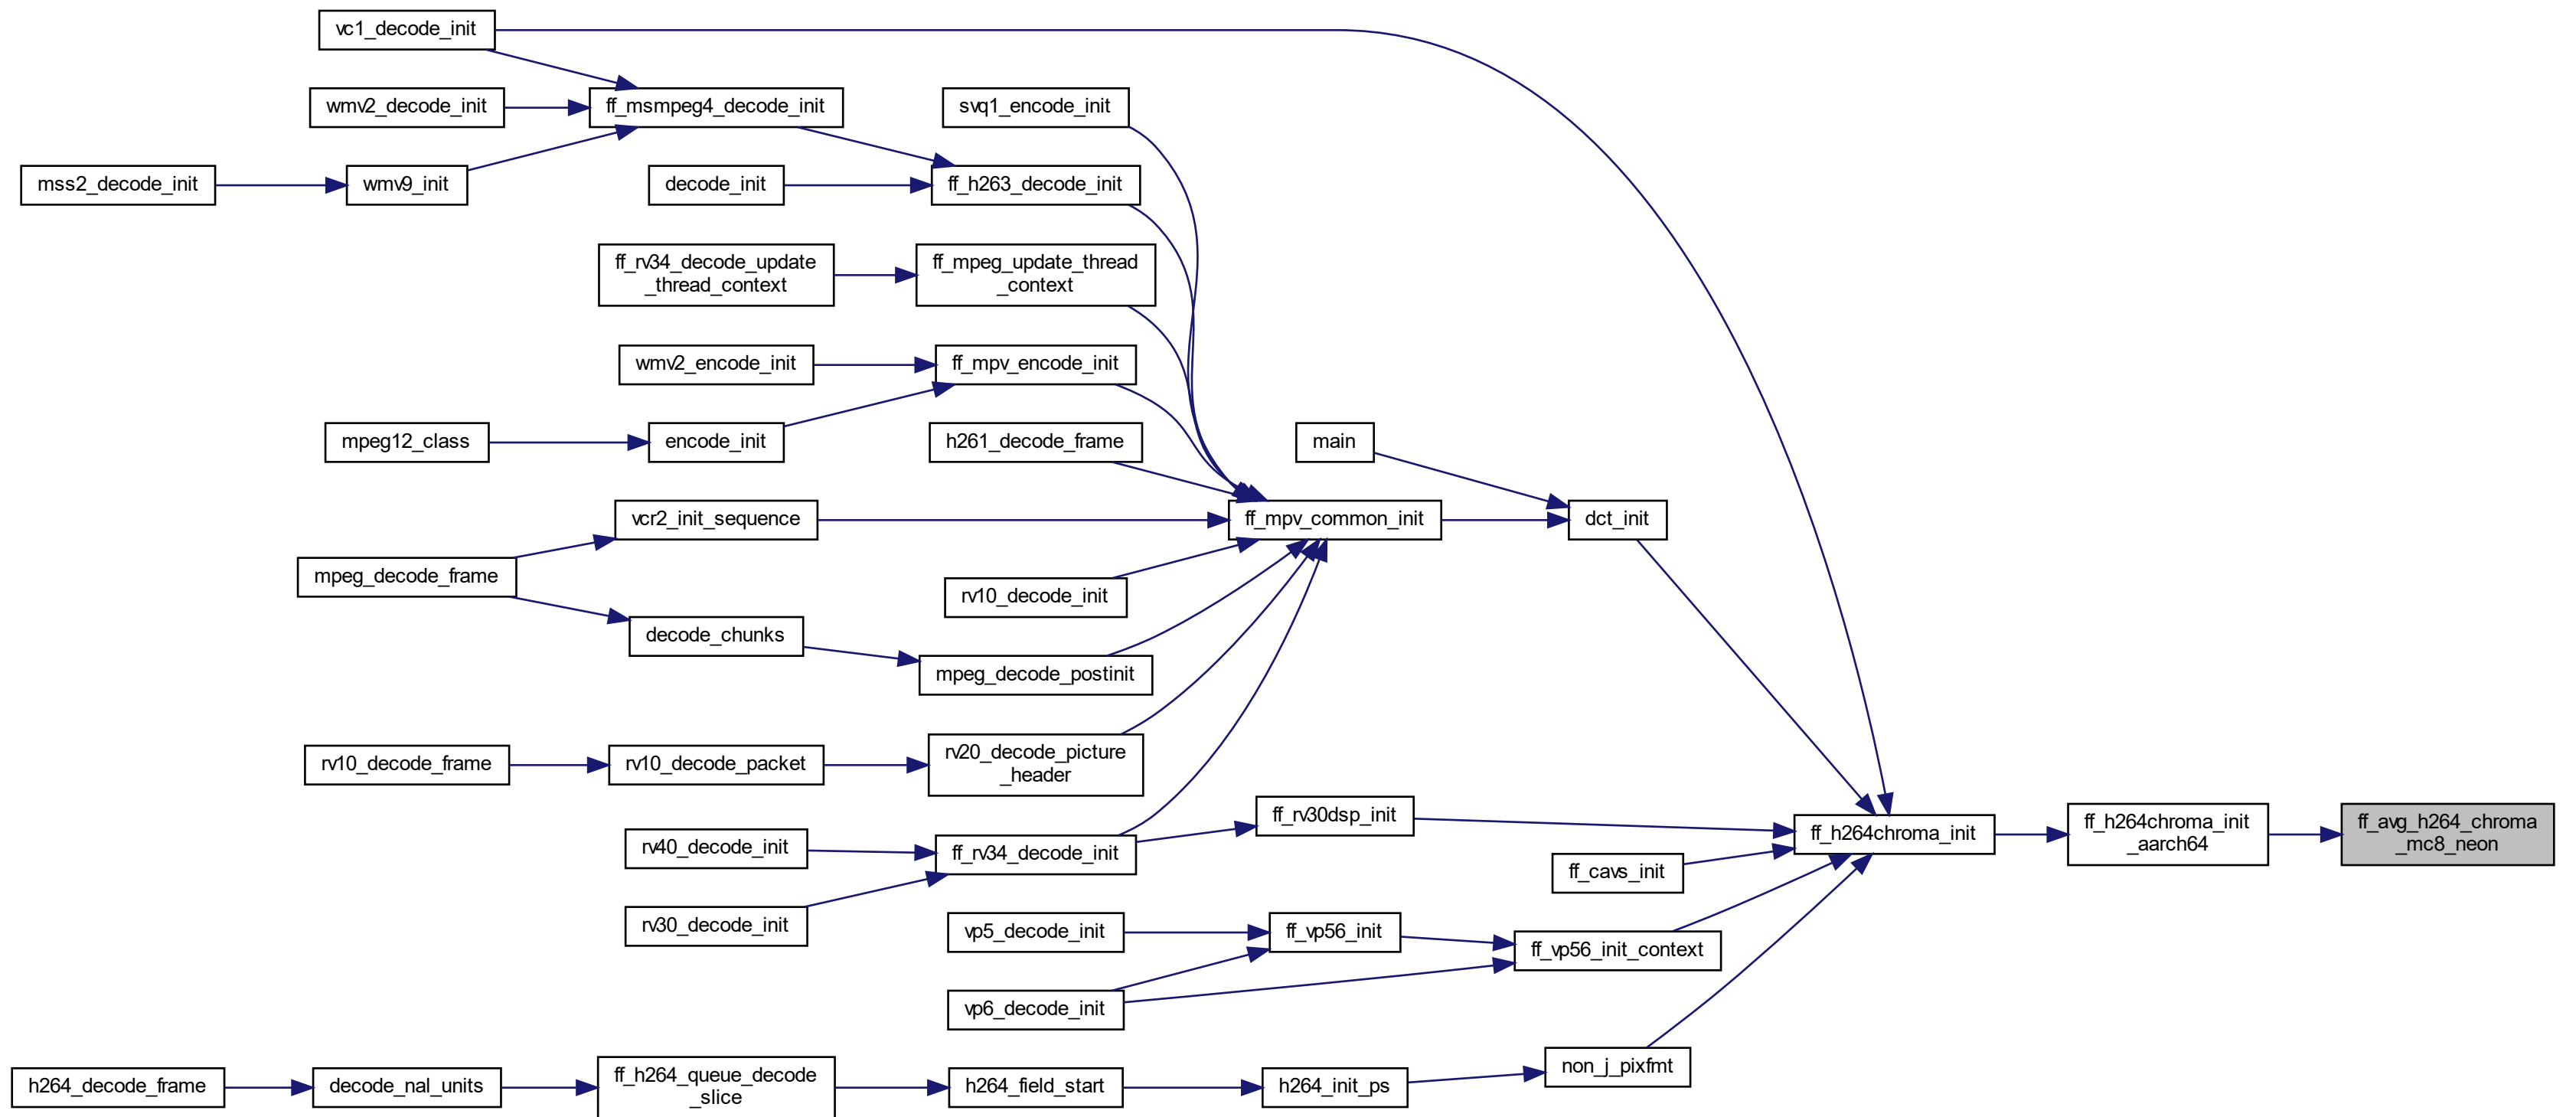 vc1_decode_init
wmv2_decode_init
ff_msmpeg4_decode_init
svq1_encode_init
mss2_decode_init
wmv9_init
decode_init
ff_h263_decode_init
ff_rv34_decode_update
_thread_context
ff_mpeg_update_thread
_context
wmv2_encode_init
ff_mpv_encode_init
mpeg12_class
encode_init
h261_decode_frame
main
vcr2_init_sequence
ff_mpv_common_init
dct_init
mpeg_decode_frame
rv10_decode_init
decode_chunks
mpeg_decode_postinit
rv10_decode_frame
rv10_decode_packet
rv20_decode_picture
_header
ff_rv30dsp_init
rv40_decode_init
ff_rv34_decode_init
ff_h264chroma_init
ff_h264chroma_init
_aarch64
ff_avg_h264_chroma
_mc8_neon
ff_cavs_init
rv30_decode_init
vp5_decode_init
ff_vp56_init
ff_vp56_init_context
vp6_decode_init
non_j_pixfmt
h264_decode_frame
decode_nal_units
ff_h264_queue_decode
_slice
h264_field_start
h264_init_ps